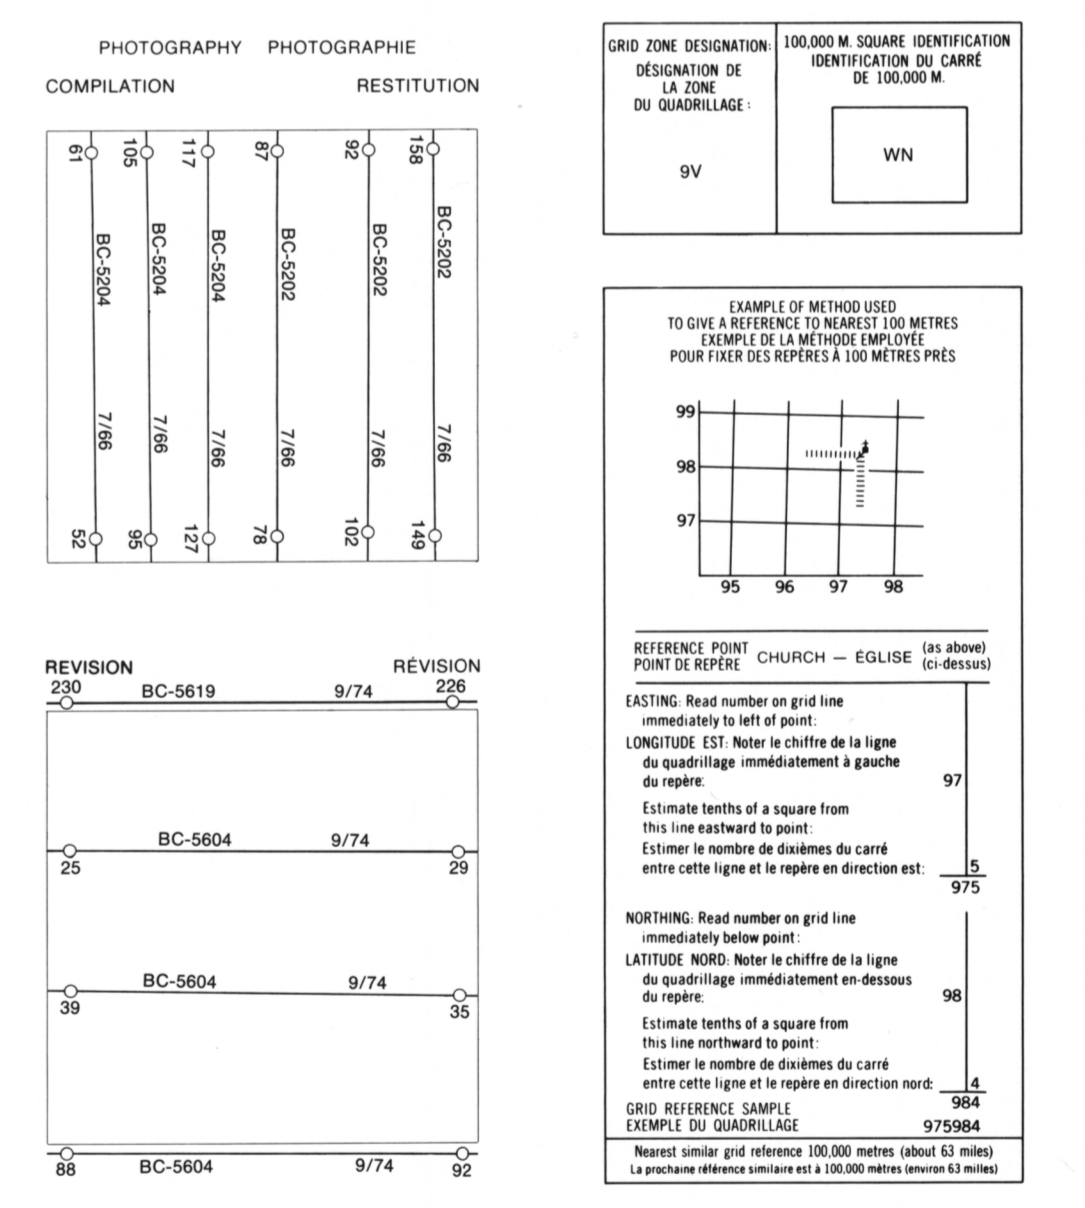 PHOTOGRAPHY PHOTOGRAPHIE
COMPILATION RESTITUTION
61 105 117 87 92 158
BC-5204 BC-5204 BC-5204 BC-5202 BC-5202 BC-5202
7/66 7/66 7/66 7/66 7/66 7/66
52 95 127 78 102 149
REVISION RÉVISION
230 BC-5619 9/74 226
BC-5604 9/74
25 29
BC-5604 9/74
39 35
88 BC-5604 9/74 92
GRID ZONE DESIGNATION:
DÉSIGNATION DE
LA ZONE
DU QUADRILLAGE :
9V
100,000 M. SQUARE IDENTIFICATION
IDENTIFICATION DU CARRÉ
DE 100,000 M.
WN
EXAMPLE OF METHOD USED
TO GIVE A REFERENCE TO NEAREST 100 METRES
EXEMPLE DE LA MÉTHODE EMPLOYÉE
POUR FIXER DES REPÈRES À 100 MÈTRES PRÈS
99
98
97
95 96 97 98
REFERENCE POINT
POINT DE REPÈRE
CHURCH — ÉGLISE
(as above)
(ci-dessus)
EASTING: Read number on grid line
immediately to left of point:
LONGITUDE EST: Noter le chiffre de la ligne
du quadrillage immédiatement à gauche
du repère: 97
Estimate tenths of a square from
this line eastward to point:
Estimer le nombre de dixièmes du carré
entre cette ligne et le repère en direction est: 5
975
NORTHING: Read number on grid line
immediately below point:
LATITUDE NORD: Noter le chiffre de la ligne
du quadrillage immédiatement en-dessous
du repère: 98
Estimate tenths of a square from
this line northward to point:
Estimer le nombre de dixièmes du carré
entre cette ligne et le repère en direction nord: 4
984
GRID REFERENCE SAMPLE
EXEMPLE DU QUADRILLAGE 975984
Nearest similar grid reference 100,000 metres (about 63 miles)
La prochaine référence similaire est à 100,000 mètres (environ 63 milles)